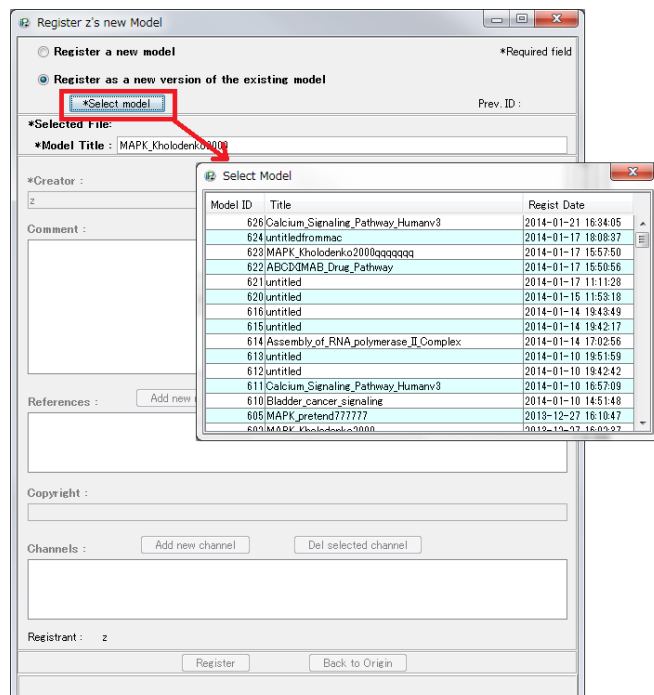 Register z's new Model
Register a new model
*Required field
Register as a new version of the existing model
*Select model
Prev. ID :
*Selected File:
*Model Title : MAPK_Kholodenko2000
*Creator :
z
Comment :
References :
Add new
Copyright :
Channels :
Add new channel
Del selected channel
Registrant : z
Register
Back to Origin
Select Model
Model ID Title Regist Date
626 Calcium_Signaling_Pathway_Humanv3 2014-01-21 16:34:05
624 untitledfrommac 2014-01-17 18:08:37
623 MAPK_Kholodenko2000qqqqqqq 2014-01-17 15:57:50
622 ABCDXIMAB_Drug_Pathway 2014-01-17 15:50:56
621 untitled 2014-01-17 11:11:28
620 untitled 2014-01-15 11:53:18
616 untitled 2014-01-14 19:43:49
615 untitled 2014-01-14 19:42:17
614 Assembly_of_RNA_polymerase_II_Complex 2014-01-14 17:02:56
613 untitled 2014-01-10 19:51:59
612 untitled 2014-01-10 19:42:42
611 Calcium_Signaling_Pathway_Humanv3 2014-01-10 16:57:09
610 Bladder_cancer_signaling 2014-01-10 14:51:48
605 MAPK_pretend777777 2013-12-27 16:10:47